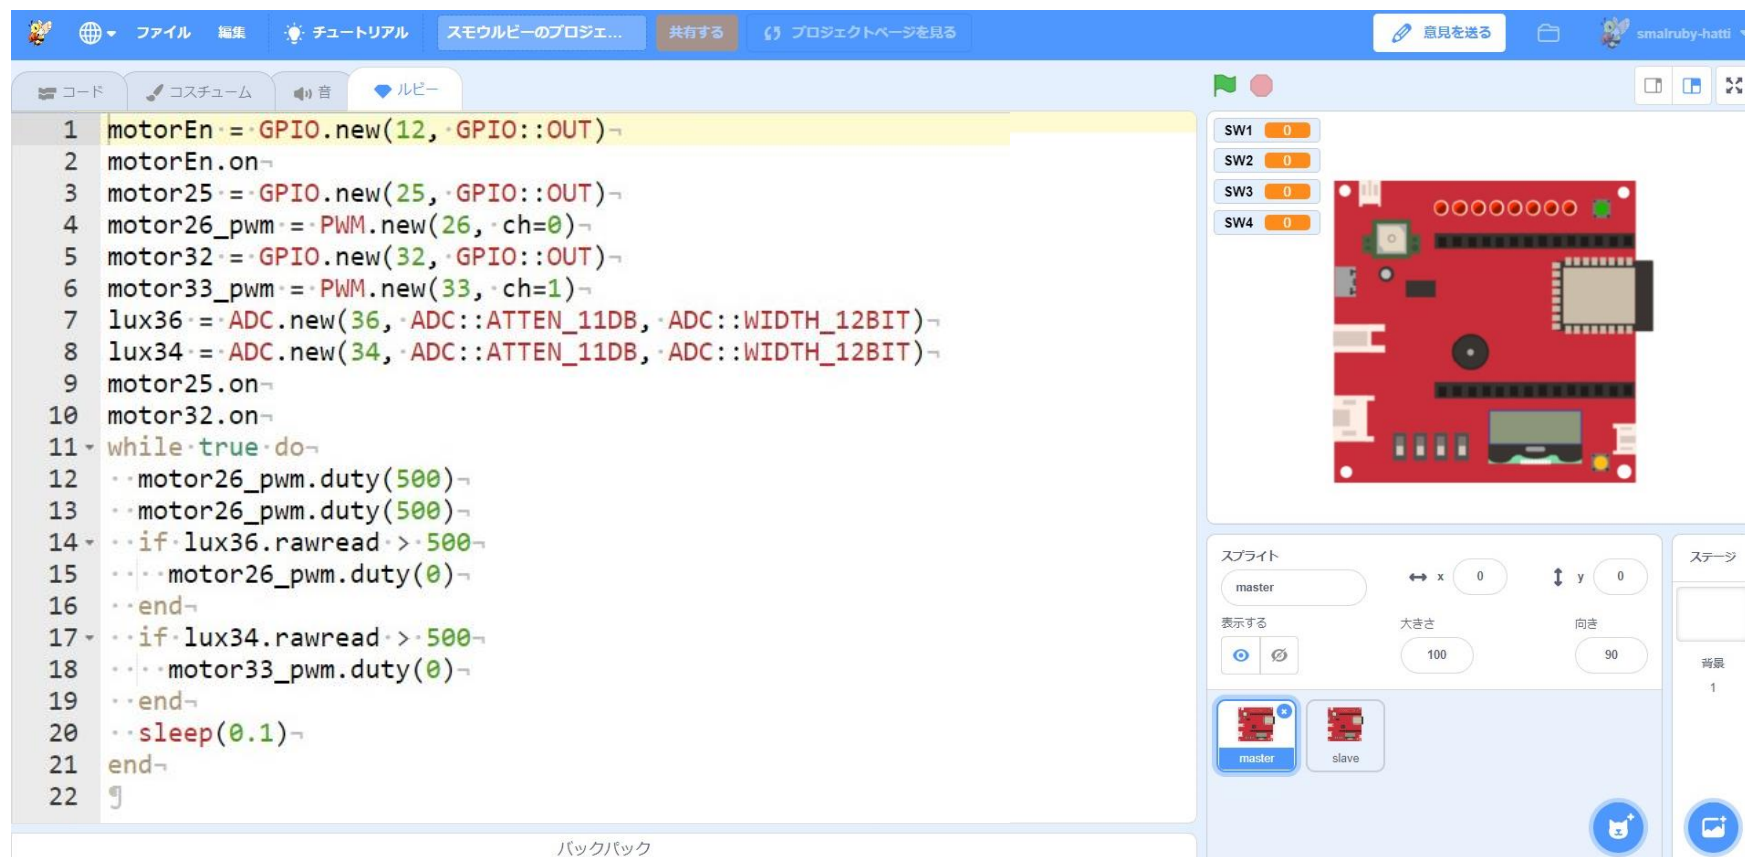 ファイル 編集 チュートリアル スモウルビーのプロジェ... 共有する プロジェクトページを見る 意見を送る smalruby-hatti
コード コスチューム 音 ルビー
1 motorEn = GPIO.new(12, GPIO::OUT)
2 motorEn.on
3 motor25 = GPIO.new(25, GPIO::OUT)
4 motor26_pwm = PWM.new(26, ch=0)
5 motor32 = GPIO.new(32, GPIO::OUT)
6 motor33_pwm = PWM.new(33, ch=1)
7 lux36 = ADC.new(36, ADC::ATTEN_11DB, ADC::WIDTH_12BIT)
8 lux34 = ADC.new(34, ADC::ATTEN_11DB, ADC::WIDTH_12BIT)
9 motor25.on
10 motor32.on
11 while true do
12 motor26_pwm.duty(500)
13 motor26_pwm.duty(500)
14 if lux36.rawread > 500
15 motor26_pwm.duty(0)
16 end
17 if lux34.rawread > 500
18 motor33_pwm.duty(0)
19 end
20 sleep(0.1)
21 end
22
バックパック
SW1 0
SW2 0
SW3 0
SW4 0
スプライト
master x 0 y 0
表示する 大きさ 向き
100 90
master slave
ステージ
背景
1